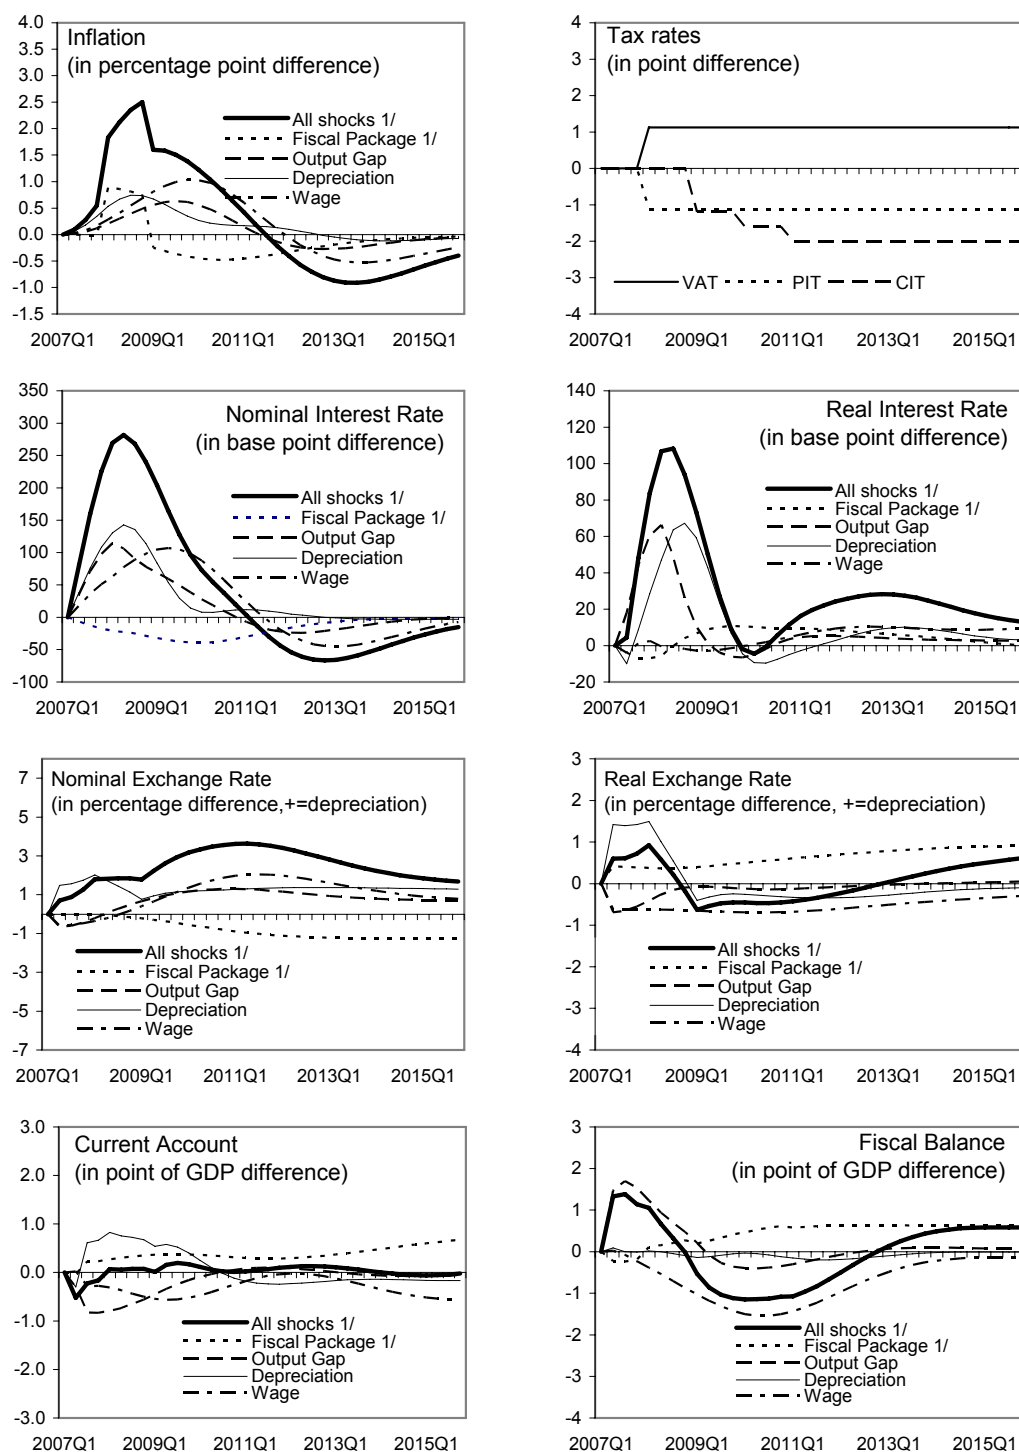 Inflation
(in percentage point difference)
4.0
3.5
3.0
2.5
2.0
1.5
1.0
0.5
0.0
-0.5
-1.0
-1.5
All shocks 1/
Fiscal Package 1/
Output Gap
Depreciation
Wage
2007Q1 2009Q1 2011Q1 2013Q1 2015Q1
Tax rates
(in point difference)
4
3
2
1
0
-1
-2
-3
-4
VAT PIT CIT
2007Q1 2009Q1 2011Q1 2013Q1 2015Q1
Nominal Interest Rate
(in base point difference)
350
300
250
200
150
100
50
0
-50
-100
All shocks 1/
Fiscal Package 1/
Output Gap
Depreciation
Wage
2007Q1 2009Q1 2011Q1 2013Q1 2015Q1
Real Interest Rate
(in base point difference)
140
120
100
80
60
40
20
0
-20
All shocks 1/
Fiscal Package 1/
Output Gap
Depreciation
Wage
2007Q1 2009Q1 2011Q1 2013Q1 2015Q1
Nominal Exchange Rate
(in percentage difference,+=depreciation)
7
5
3
1
-1
-3
-5
-7
All shocks 1/
Fiscal Package 1/
Output Gap
Depreciation
Wage
2007Q1 2009Q1 2011Q1 2013Q1 2015Q1
Real Exchange Rate
(in percentage difference, +=depreciation)
3
2
1
0
-1
-2
-3
-4
All shocks 1/
Fiscal Package 1/
Output Gap
Depreciation
Wage
2007Q1 2009Q1 2011Q1 2013Q1 2015Q1
Current Account
(in point of GDP difference)
3.0
2.0
1.0
0.0
-1.0
-2.0
-3.0
All shocks 1/
Fiscal Package 1/
Output Gap
Depreciation
Wage
2007Q1 2009Q1 2011Q1 2013Q1 2015Q1
Fiscal Balance
(in point of GDP difference)
3
2
1
0
-1
-2
-3
-4
All shocks 1/
Fiscal Package 1/
Output Gap
Depreciation
Wage
2007Q1 2009Q1 2011Q1 2013Q1 2015Q1